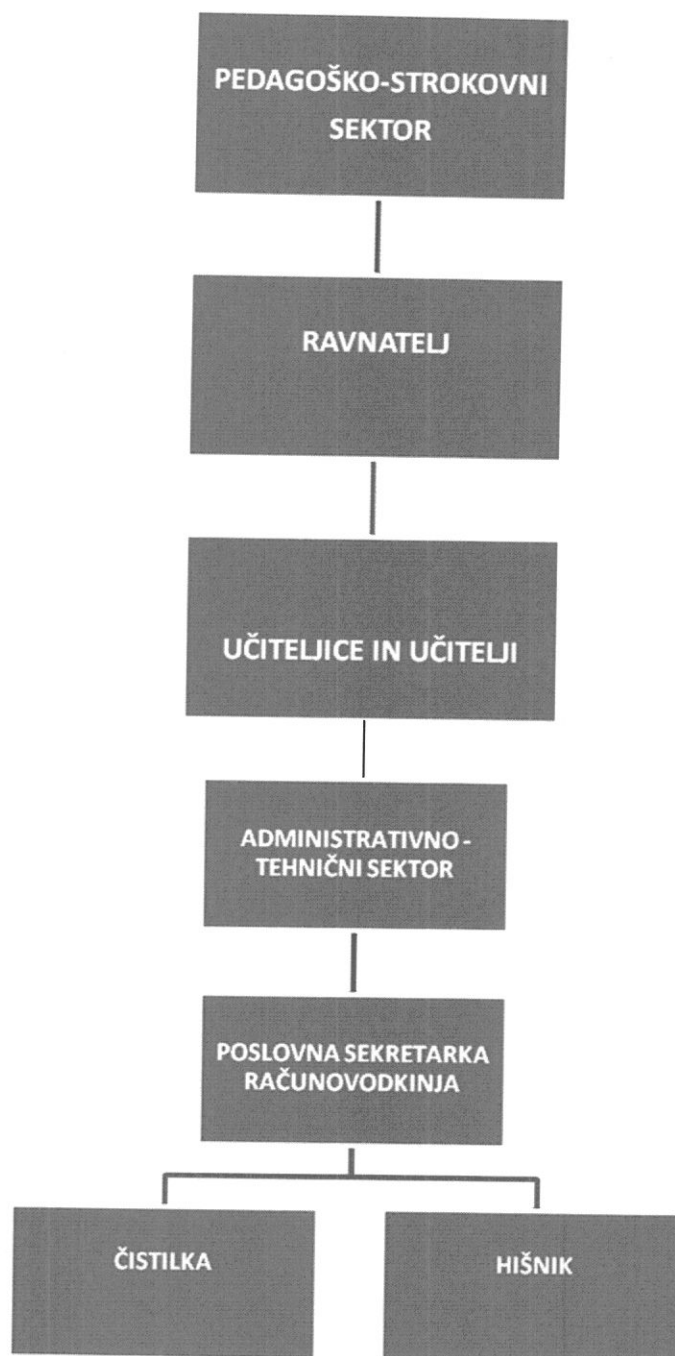 PEDAGOŠKO-STROKOVNI
SEKTOR
RAVNATELJ
UČITELJICE IN UČITELJI
ADMINISTRATIVNO -
TEHNIČNI SEKTOR
POSLOVNA SEKRETARKA
RAČUNOVODKINJA
ČISTILKA
HIŠNIK